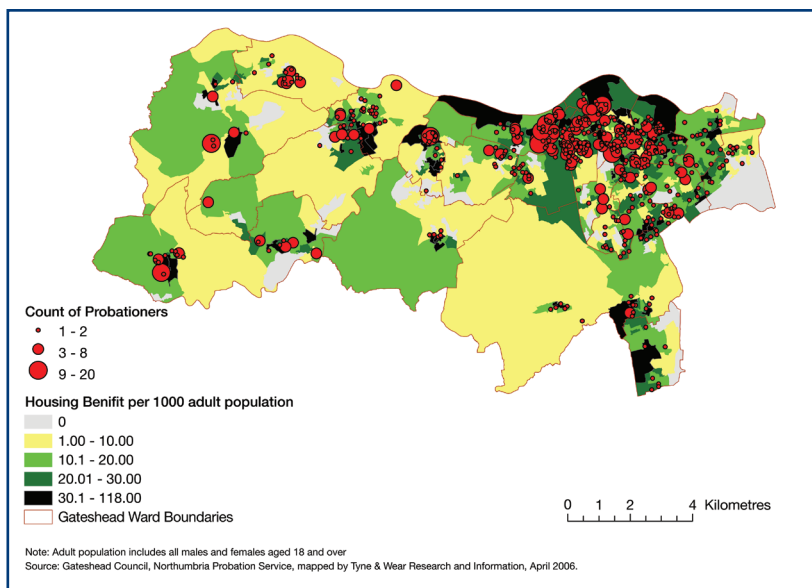 Count of Probationers
1 - 2
3 - 8
9 - 20
Housing Benifit per 1000 adult population
0
1.00 - 10.00
10.1 - 20.00
20.01 - 30.00
30.1 - 118.00
Gateshead Ward Boundaries
0 1 2 4 Kilometres
Note: Adult population includes all males and females aged 18 and over
Source: Gateshead Council, Northumbria Probation Service, mapped by Tyne & Wear Research and Information, April 2006.